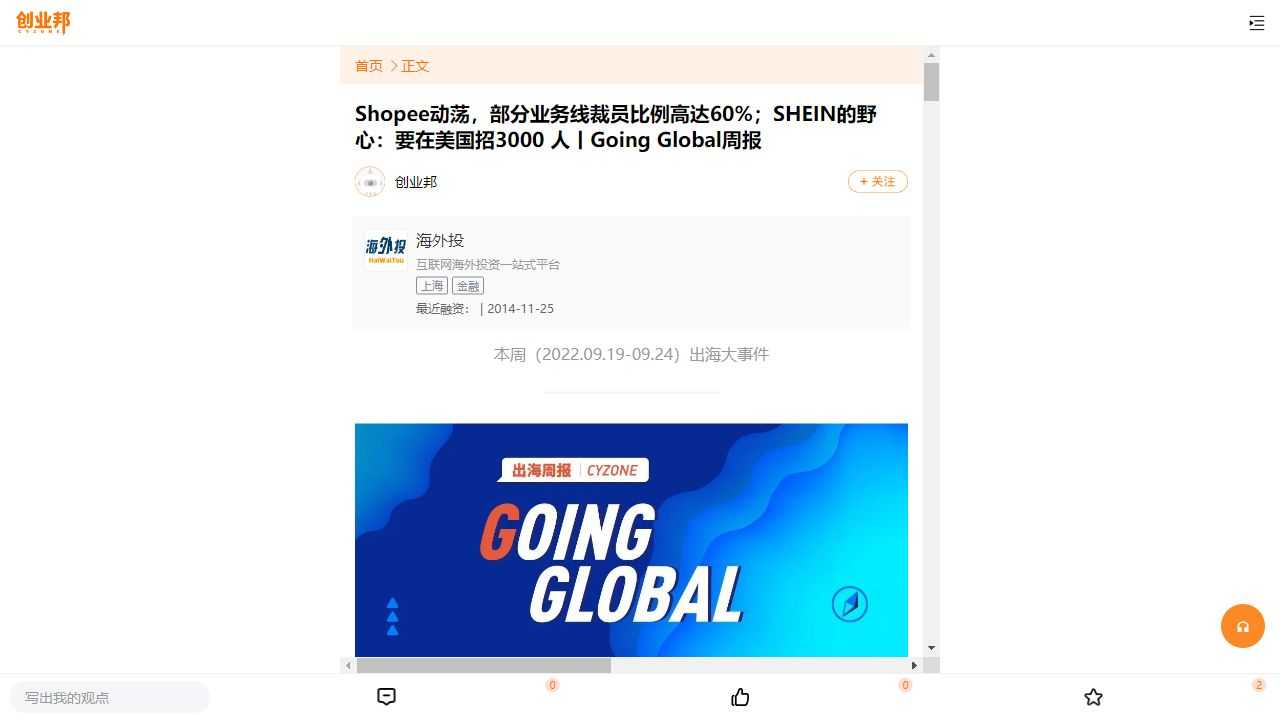 创业邦
CYZONE
首页 >正文
Shopee动荡，部分业务线裁员比例高达60%；SHEIN的野
心：要在美国招3000 人丨Going Global周报
创业邦
+ 关注
海外投
HaiWaiTou
海外投
互联网海外投资一站式平台
上海 金融
最近融资： | 2014-11-25
本周（2022.09.19-09.24）出海大事件
出海周报 | CYZONE
GOING
GLOBAL
写出我的观点
0
0
2